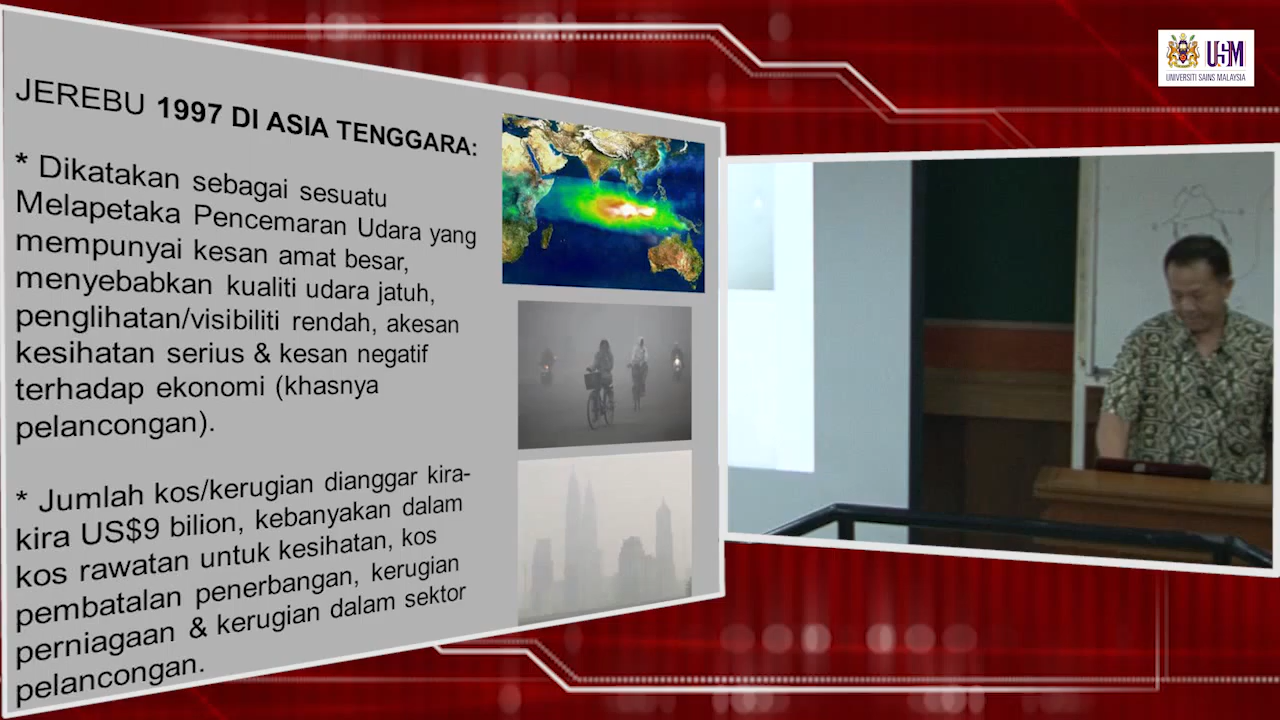 JEREBU 1997 DI ASIA TENGGARA:
* Dikatakan sebagai sesuatu
Melapetaka Pencemaran Udara yang
mempunyai kesan amat besar,
menyebabkan kualiti udara jatuh,
penglihatan/visibiliti rendah, akesan
kesihatan serius & kesan negatif
terhadap ekonomi (khasnya
pelancongan).
* Jumlah kos/kerugian dianggar kira-
kira US$9 bilion, kebanyakan dalam
kos rawatan untuk kesihatan, kos
pembatalan penerbangan, kerugian
perniagaan & kerugian dalam sektor
pelancongan.
USM
UNIVERSITI SAINS MALAYSIA